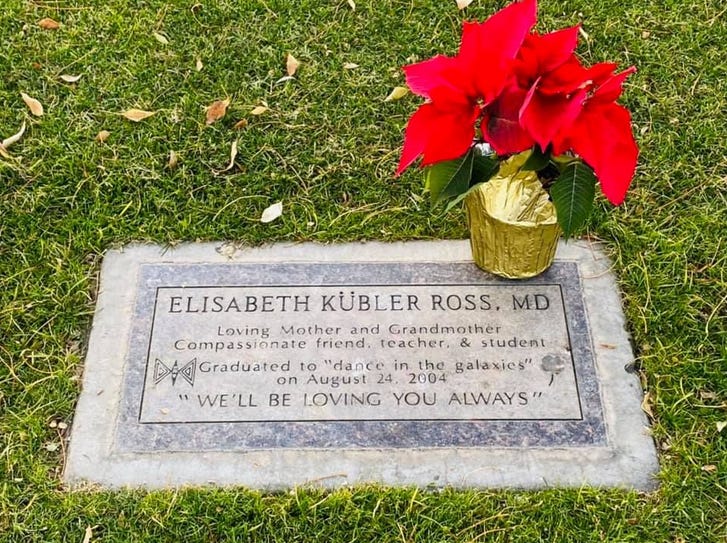 ELISABETH KÜBLER ROSS, MD
Loving Mother and Grandmother
Compassionate friend, teacher, & student
Graduated to "dance in the galaxies"
on August 24, 2004
"WE'LL BE LOVING YOU ALWAYS"